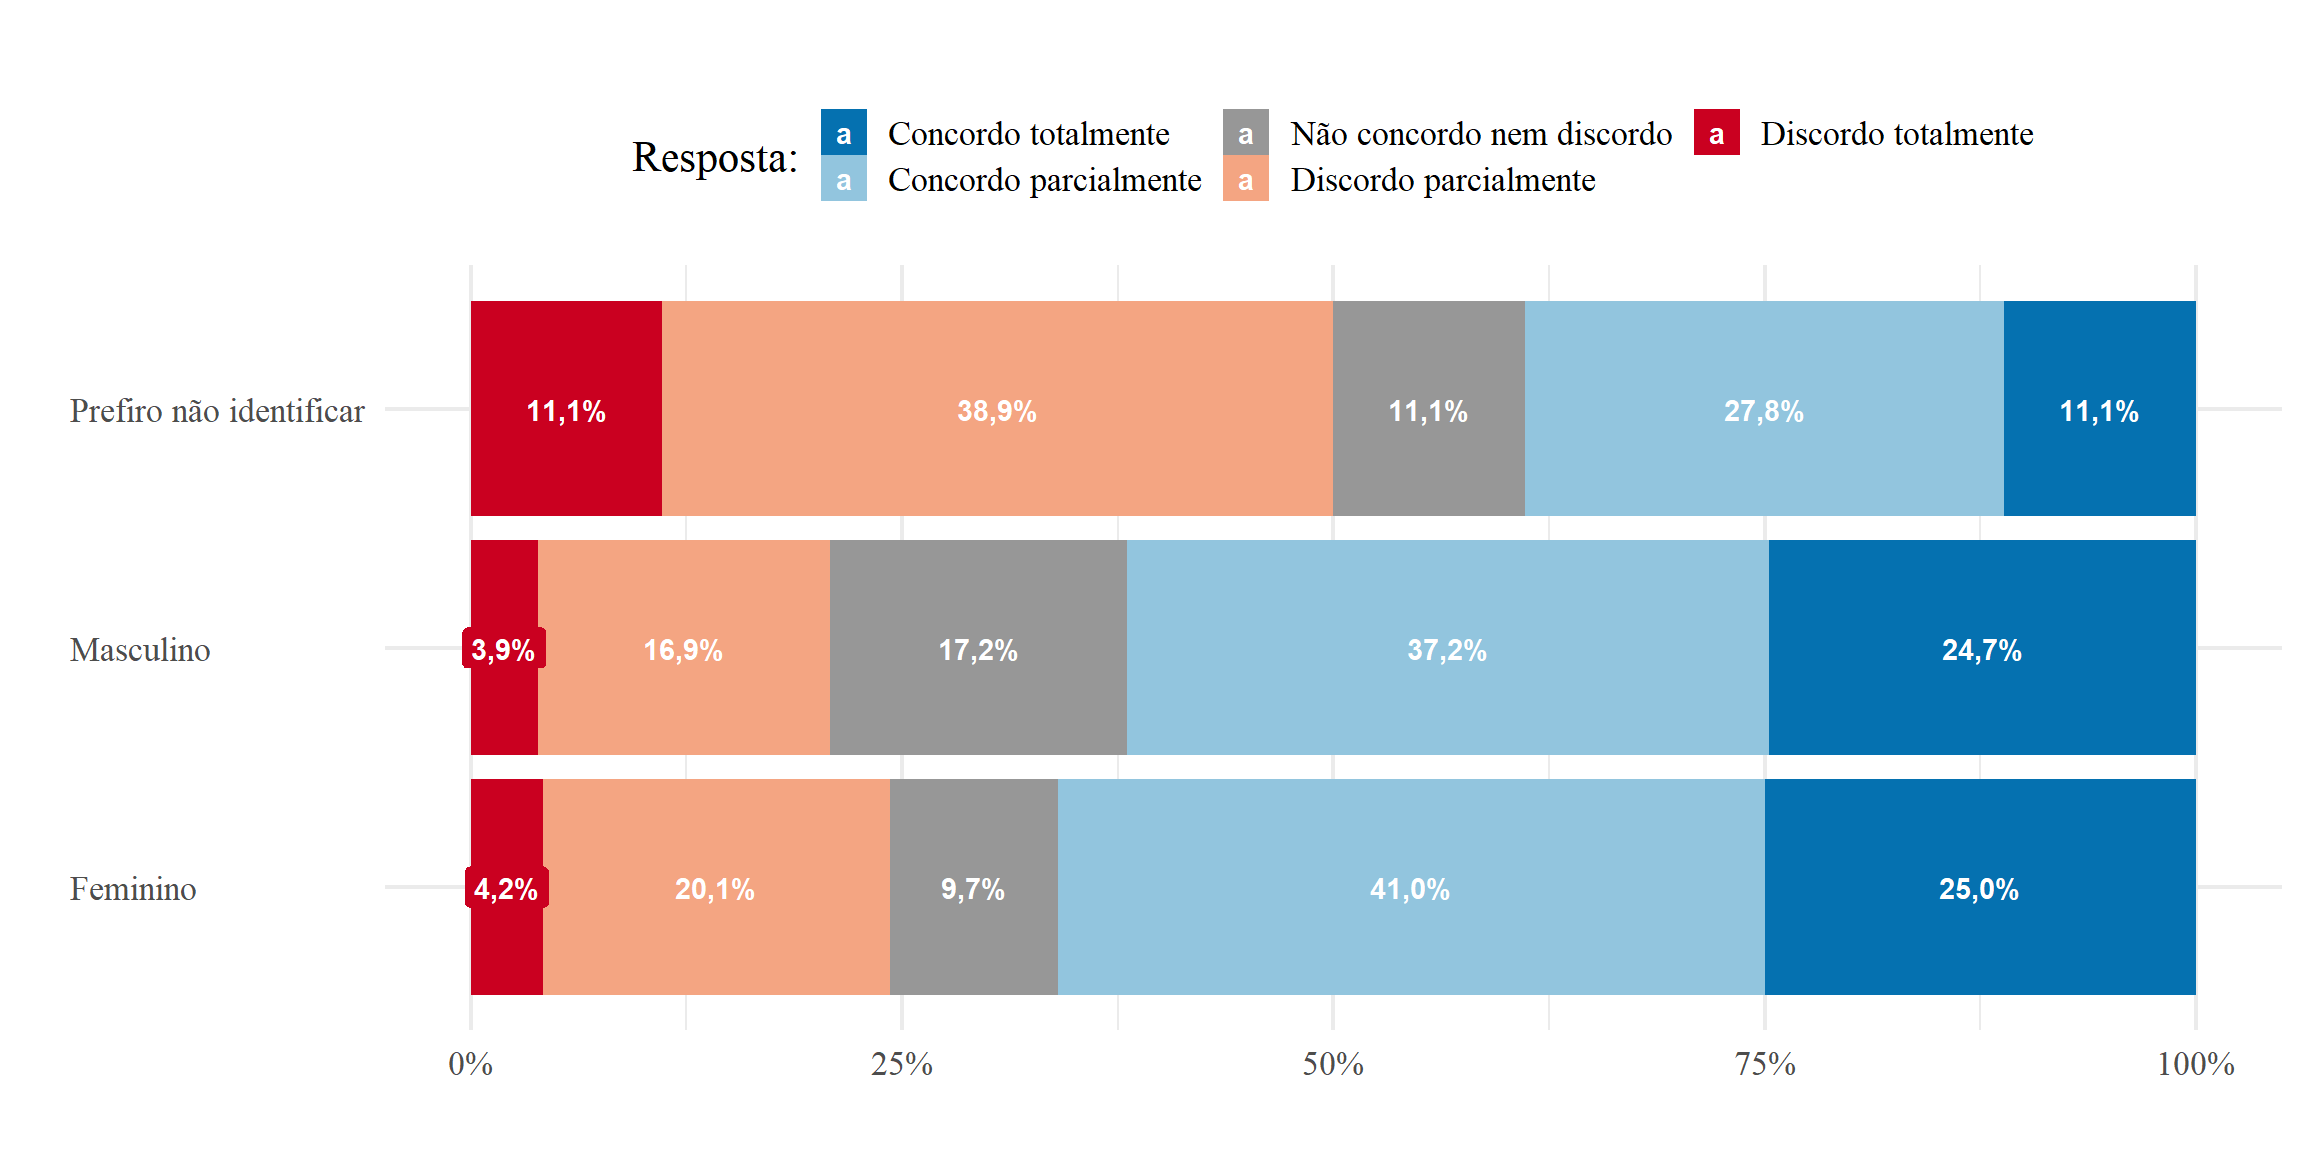 Resposta:
a Concordo totalmente a Não concordo nem discordo a Discordo totalmente
a Concordo parcialmente a Discordo parcialmente
Prefiro não identificar 11,1% 38,9% 11,1% 27,8% 11,1%
Masculino 3,9% 16,9% 17,2% 37,2% 24,7%
Feminino 4,2% 20,1% 9,7% 41,0% 25,0%
0% 25% 50% 75% 100%